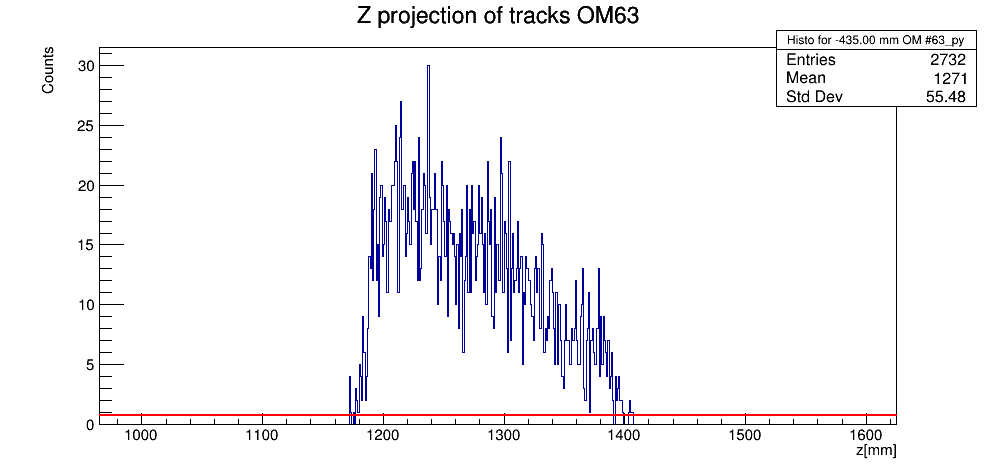 Z projection of tracks OM63
Histo for -435.00 mm OM #63_py
Entries 2732
Mean 1271
Std Dev 55.48
Counts
30
25
20
15
10
5
0
1000 1100 1200 1300 1400 1500 1600
z[mm]